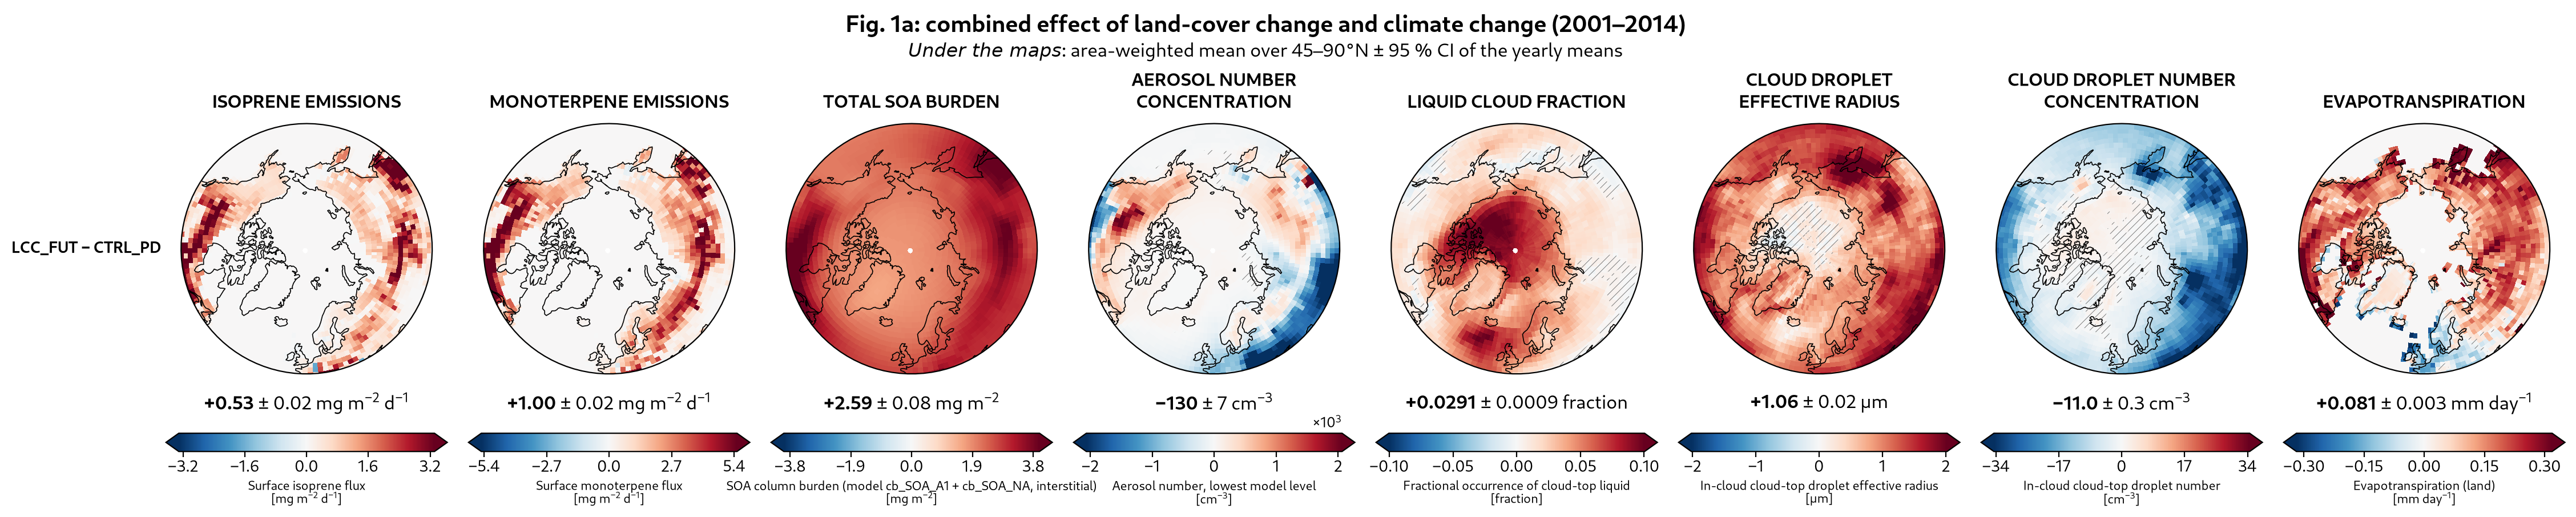 Fig. 1a: combined effect of land-cover change and climate change (2001–2014)
Under the maps: area-weighted mean over 45–90°N ± 95 % CI of the yearly means
ISOPRENE EMISSIONS
MONOTERPENE EMISSIONS
TOTAL SOA BURDEN
AEROSOL NUMBER
CONCENTRATION
LIQUID CLOUD FRACTION
CLOUD DROPLET
EFFECTIVE RADIUS
CLOUD DROPLET NUMBER
CONCENTRATION
EVAPOTRANSPIRATION
LCC_FUT − CTRL_PD
+0.53 ± 0.02 mg m⁻² d⁻¹
+1.00 ± 0.02 mg m⁻² d⁻¹
+2.59 ± 0.08 mg m⁻²
−130 ± 7 cm⁻³
+0.0291 ± 0.0009 fraction
+1.06 ± 0.02 µm
−11.0 ± 0.3 cm⁻³
+0.081 ± 0.003 mm day⁻¹
×10³
−3.2 −1.6 0.0 1.6 3.2
−5.4 −2.7 0.0 2.7 5.4
−3.8 −1.9 0.0 1.9 3.8
−2 −1 0 1 2
−0.10 −0.05 0.00 0.05 0.10
−2 −1 0 1 2
−34 −17 0 17 34
−0.30 −0.15 0.00 0.15 0.30
Surface isoprene flux
[mg m⁻² d⁻¹]
Surface monoterpene flux
[mg m⁻² d⁻¹]
SOA column burden (model cb_SOA_A1 + cb_SOA_NA, interstitial)
[mg m⁻²]
Aerosol number, lowest model level
[cm⁻³]
Fractional occurrence of cloud-top liquid
[fraction]
In-cloud cloud-top droplet effective radius
[µm]
In-cloud cloud-top droplet number
[cm⁻³]
Evapotranspiration (land)
[mm day⁻¹]